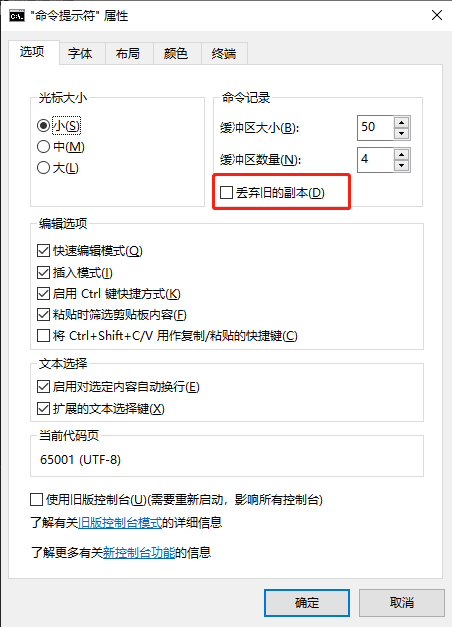 "命令提示符" 属性
选项 字体 布局 颜色 终端
光标大小
小(S)
中(M)
大(L)
命令记录
缓冲区大小(B): 50
缓冲区数量(N): 4
丢弃旧的副本(D)
编辑选项
快速编辑模式(Q)
插入模式(I)
启用 Ctrl 键快捷方式(K)
粘贴时筛选剪贴板内容(F)
将 Ctrl+Shift+C/V 用作复制/粘贴的快捷键(C)
文本选择
启用对选定内容自动换行(E)
扩展的文本选择键(X)
当前代码页
65001 (UTF-8)
使用旧版控制台(U)(需要重新启动，影响所有控制台)
了解有关旧版控制台模式的详细信息
了解更多有关新控制台功能的信息
确定 取消